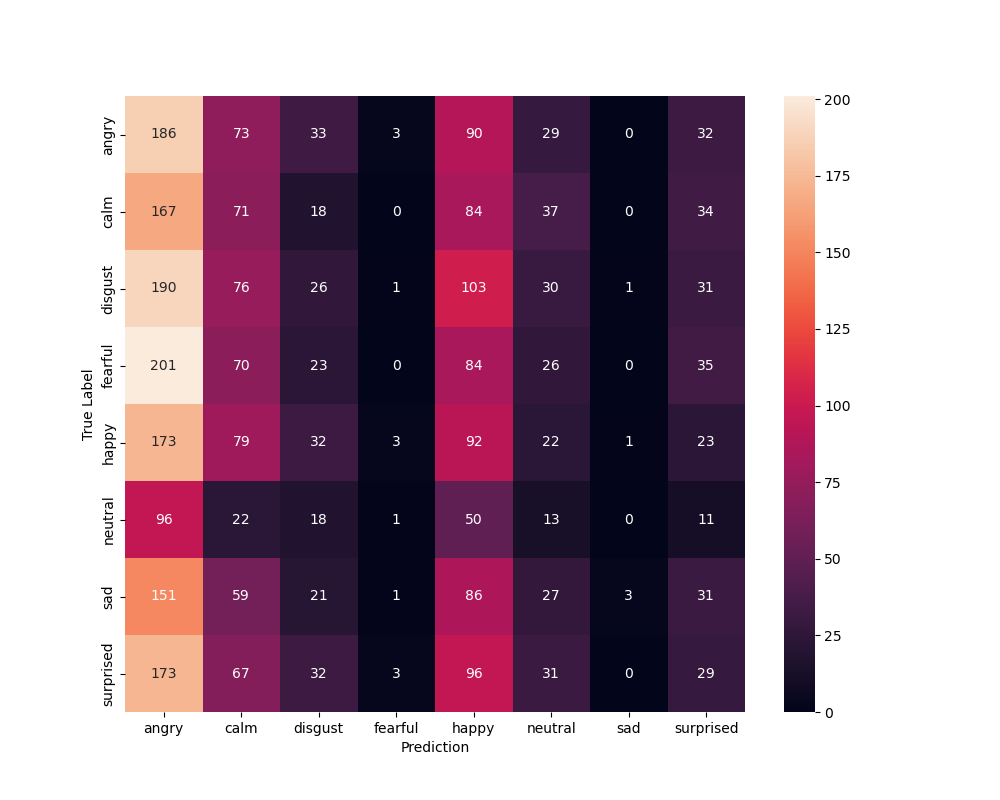 angry 186 73 33 3 90 29 0 32
calm 167 71 18 0 84 37 0 34
disgust 190 76 26 1 103 30 1 31
fearful 201 70 23 0 84 26 0 35
happy 173 79 32 3 92 22 1 23
neutral 96 22 18 1 50 13 0 11
sad 151 59 21 1 86 27 3 31
surprised 173 67 32 3 96 31 0 29
True Label
angry calm disgust fearful happy neutral sad surprised
Prediction
200
175
150
125
100
75
50
25
0